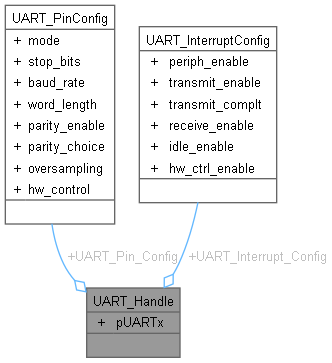 UART_PinConfig
+ mode
+ stop_bits
+ baud_rate
+ word_length
+ parity_enable
+ parity_choice
+ oversampling
+ hw_control
UART_InterruptConfig
+ periph_enable
+ transmit_enable
+ transmit_complt
+ receive_enable
+ idle_enable
+ hw_ctrl_enable
+UART_Pin_Config
+UART_Interrupt_Config
UART_Handle
+ pUARTx